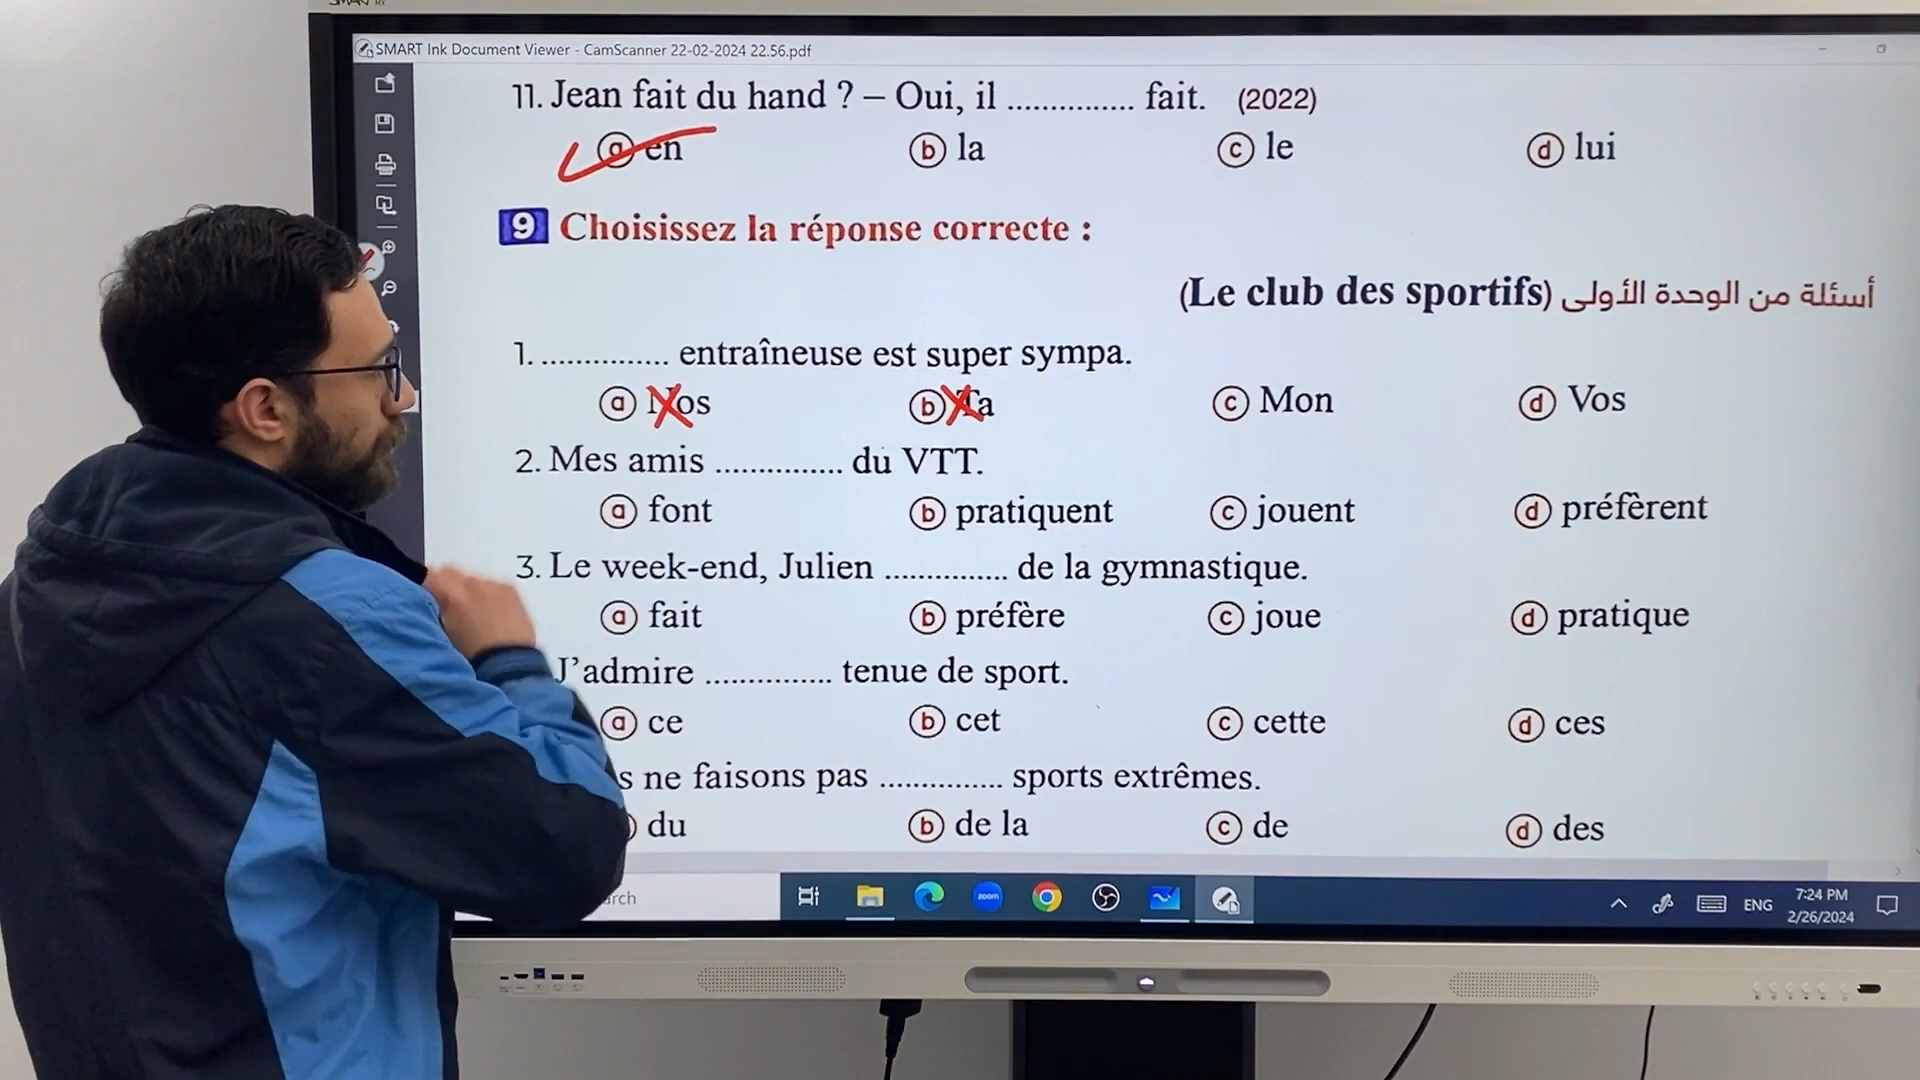 SMART Ink Document Viewer - CamScanner 22-02-2024 22.56.pdf
11. Jean fait du hand ? – Oui, il .............. fait. (2022)
a en b la c le d lui
9 Choisissez la réponse correcte :
أسئلة من الوحدة الأولى (Le club des sportifs)
1. .............. entraîneuse est super sympa.
a Nos b Ta c Mon d Vos
2. Mes amis .............. du VTT.
a font b pratiquent c jouent d préfèrent
3. Le week-end, Julien .............. de la gymnastique.
a fait b préfère c joue d pratique
J'admire .............. tenue de sport.
a ce b cet c cette d ces
s ne faisons pas .............. sports extrêmes.
du b de la c de d des
zoom
ENG
7:24 PM
2/26/2024